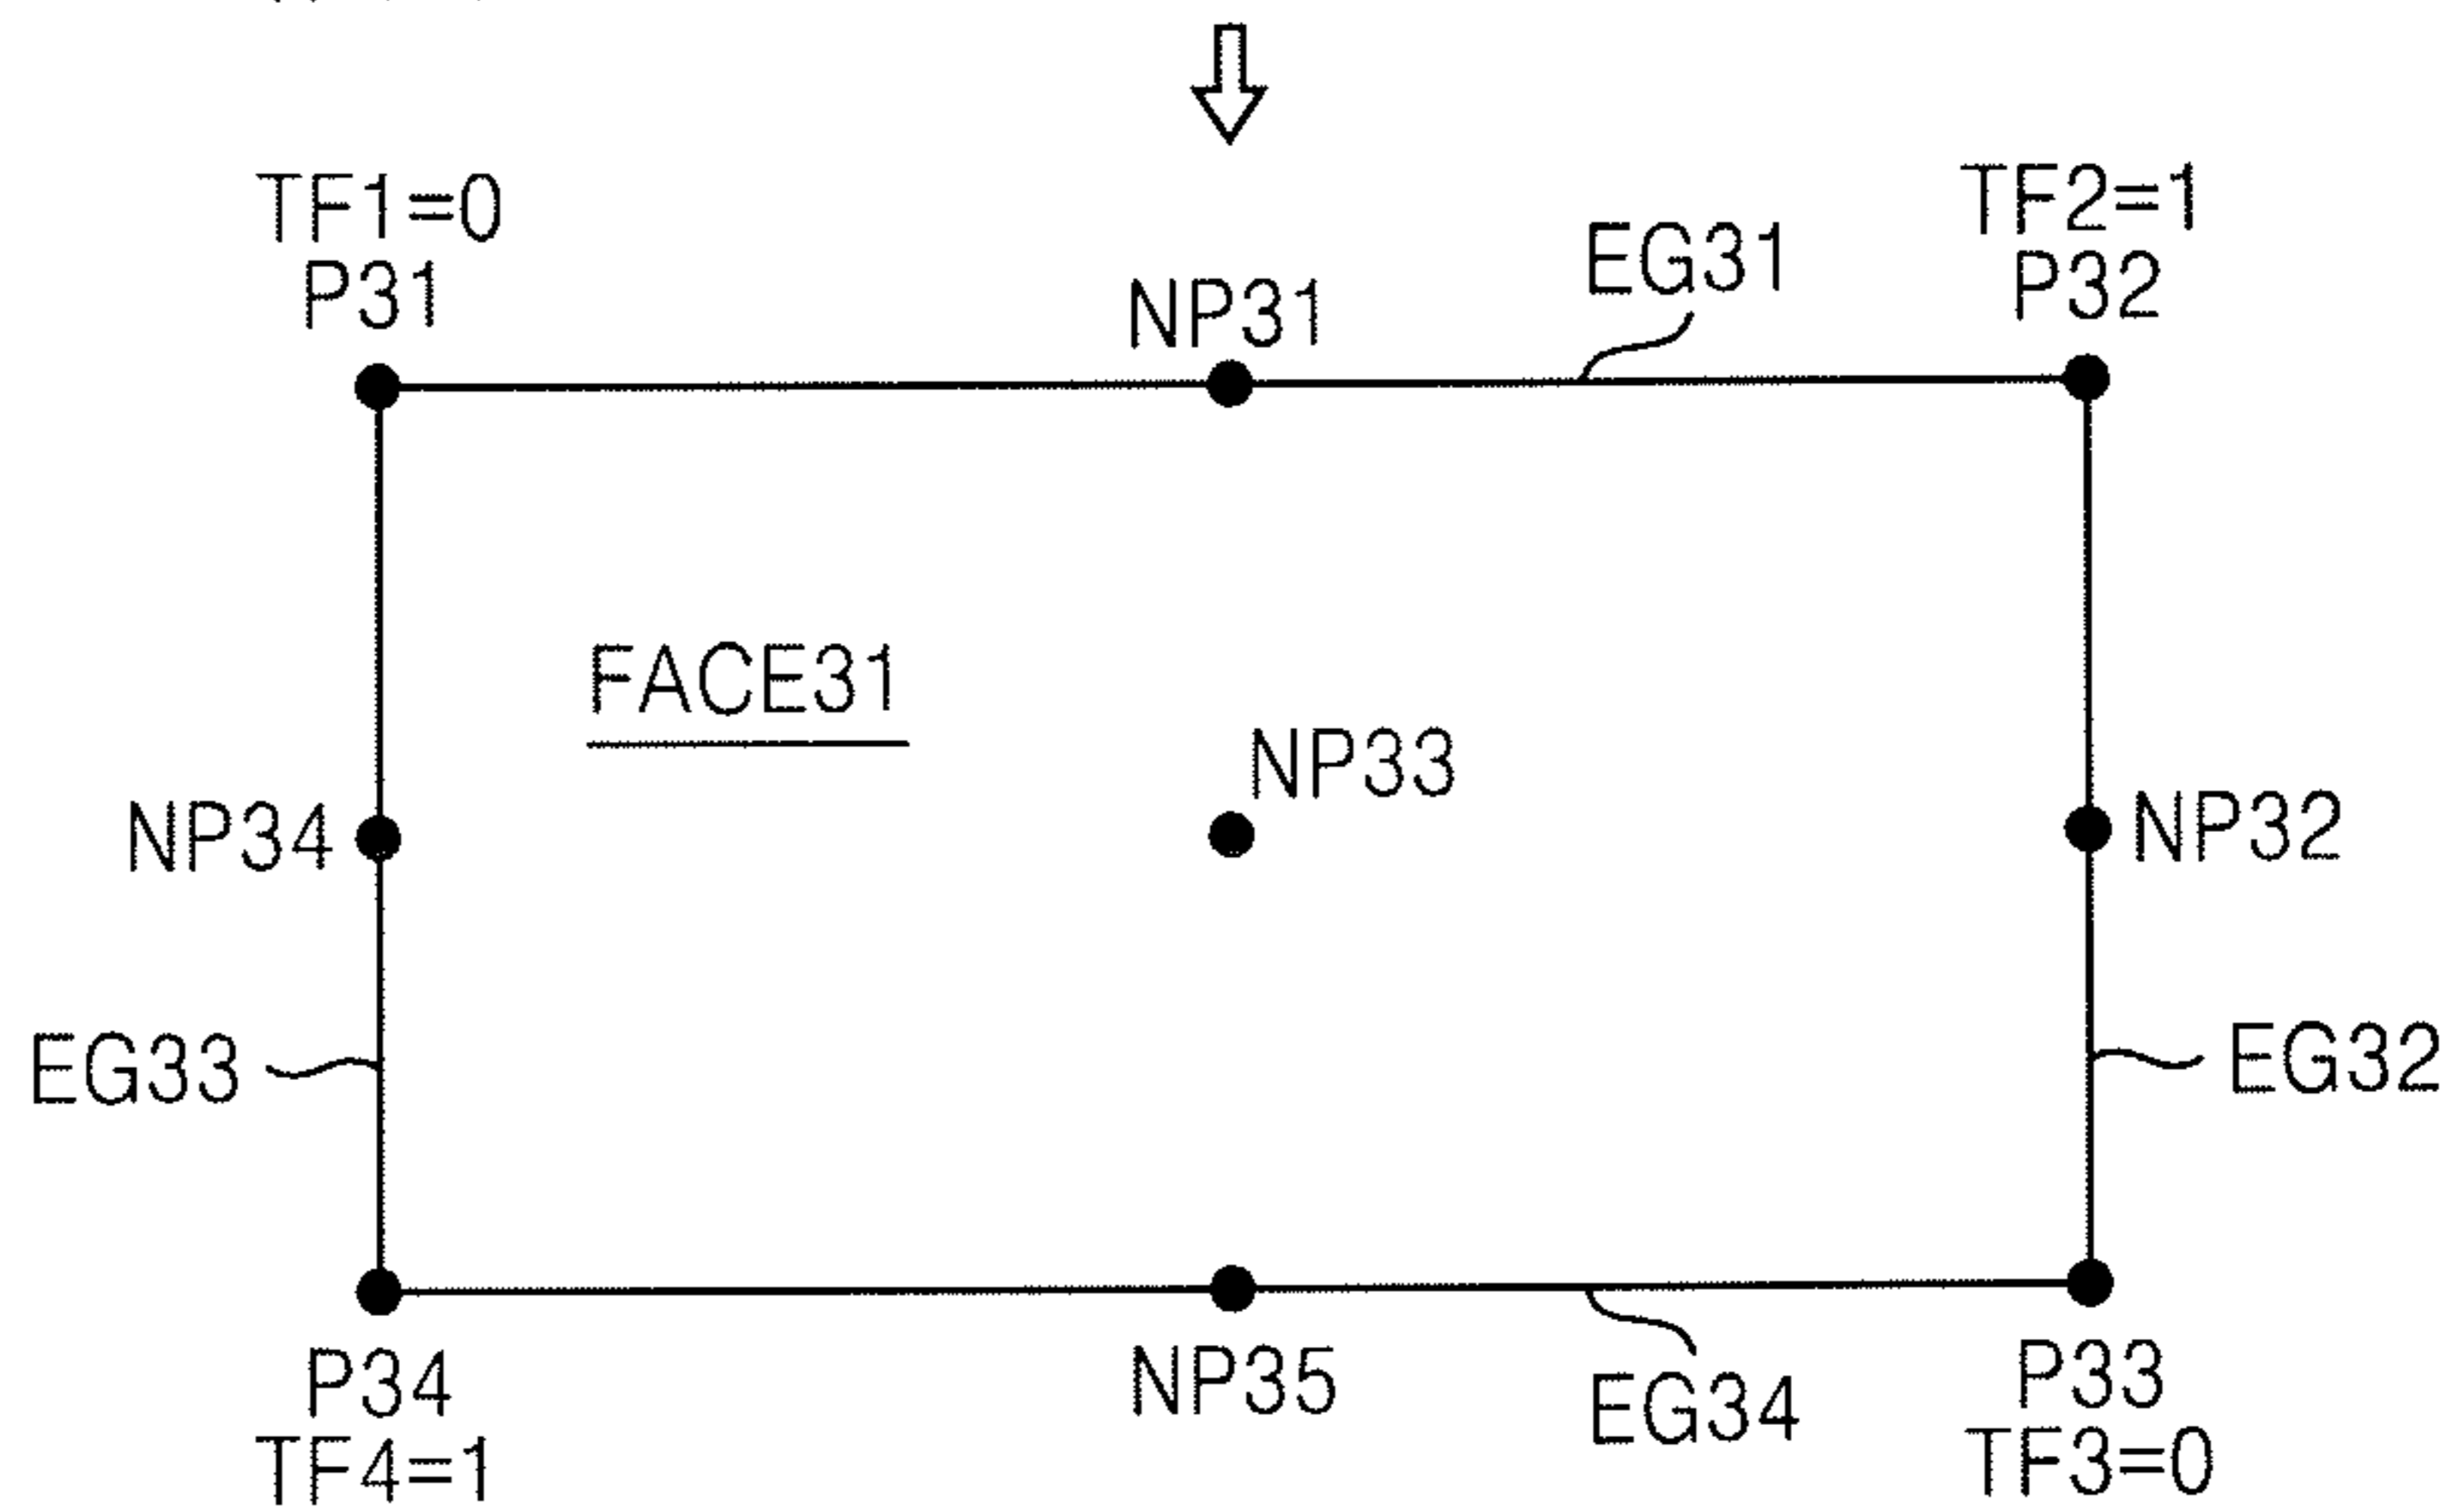 TF1=0
P31
NP31
EG31
TF2=1
P32
FACE31
NP33
NP34
NP32
EG33
EG32
P34
TF4=1
NP35
EG34
P33
TF3=0